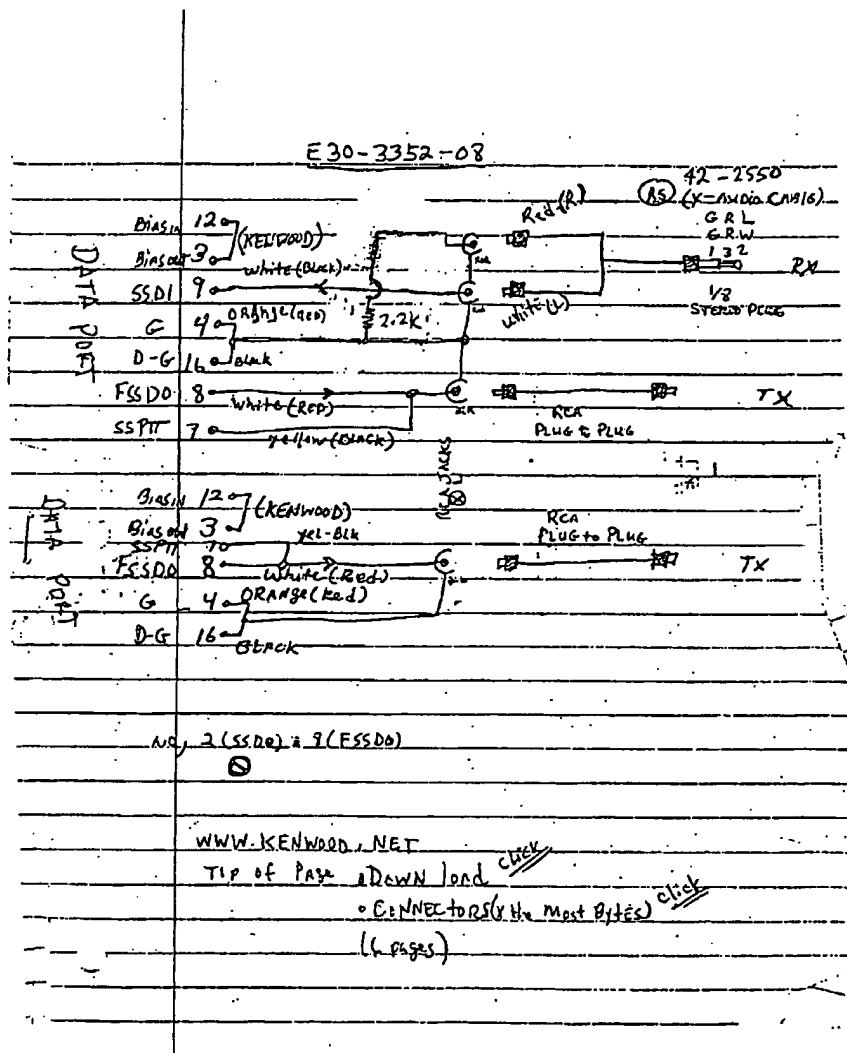 E30-3352-08
42-2550
RS (Y=AUDIO CABLE)
G R L
G R W
1 3 2
RX
1/8
STEREO PLUG
Red (R)
White (L)
DATA PORT
Bias in 12
(KENWOOD)
Bias out 3
White (Black)
SSDI 9
G 4 ORANge (RED)
2.2K
D-G 16 Black
FSSDO 8
White (RED)
SSPTT 7
yellow (BLACK)
RCA
PLUG to PLUG
TX
RCA JACKS
DATA PORT
Bias in 12
(KENWOOD)
Bias out 3
SSPTT 7
yel-Blk
FSSDO 8
White (Red)
G 4 ORANge (Red)
D-G 16
BLACK
RCA
PLUG to PLUG
TX
NO, 2 (SSDO) 9 (FSSDO)
WWW.KENWOOD.NET
TIP of PAge DOWN load click
• CONNECTORS (Y He Most Bytes) click
(6 pages)